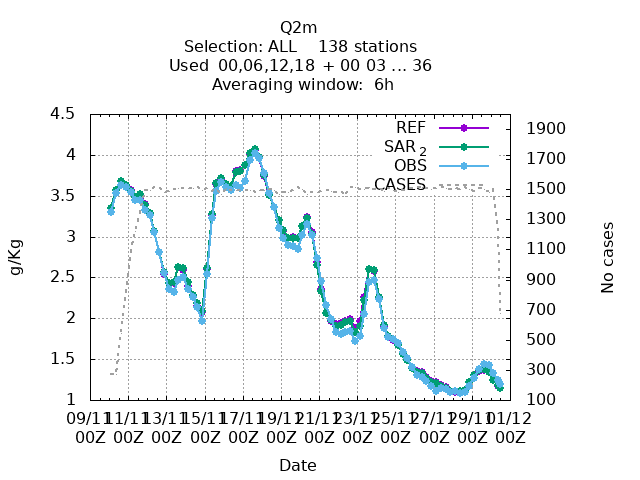 Q2m
Selection: ALL    138 stations
Used 00,06,12,18 + 00 03 ... 36
Averaging window:  6h
g/Kg
4.5
4
3.5
3
2.5
2
1.5
1
REF
SAR 2
OBS
CASES
1900
1700
1500
1300
1100
900
700
500
300
100
No cases
09/11 11/11 13/11 15/11 17/11 19/11 21/11 23/11 25/11 27/11 29/11 01/12
00Z 00Z 00Z 00Z 00Z 00Z 00Z 00Z 00Z 00Z 00Z 00Z
Date